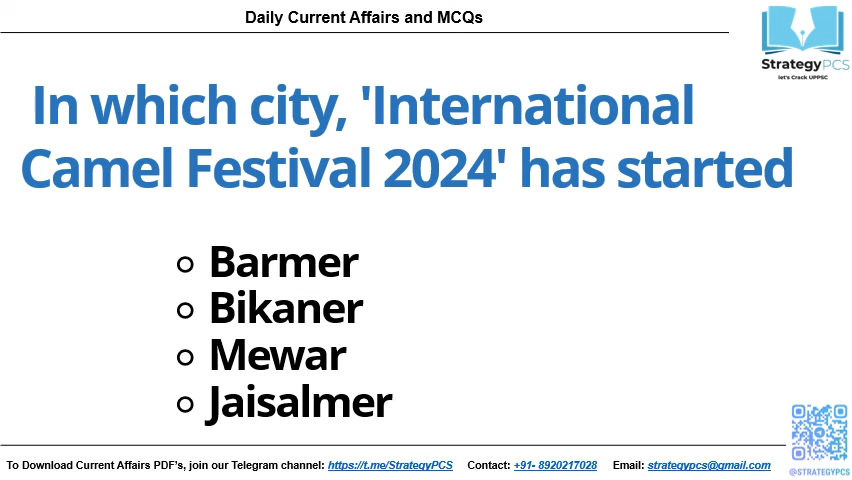 Daily Current Affairs and MCQs
StrategyPCS
let's Crack UPPSC
In which city, 'International
Camel Festival 2024' has started
Barmer
Bikaner
Mewar
Jaisalmer
To Download Current Affairs PDF's, join our Telegram channel: https://t.me/StrategyPCS Contact: +91- 8920217028 Email: strategypcs@gmail.com
@STRATEGYPCS